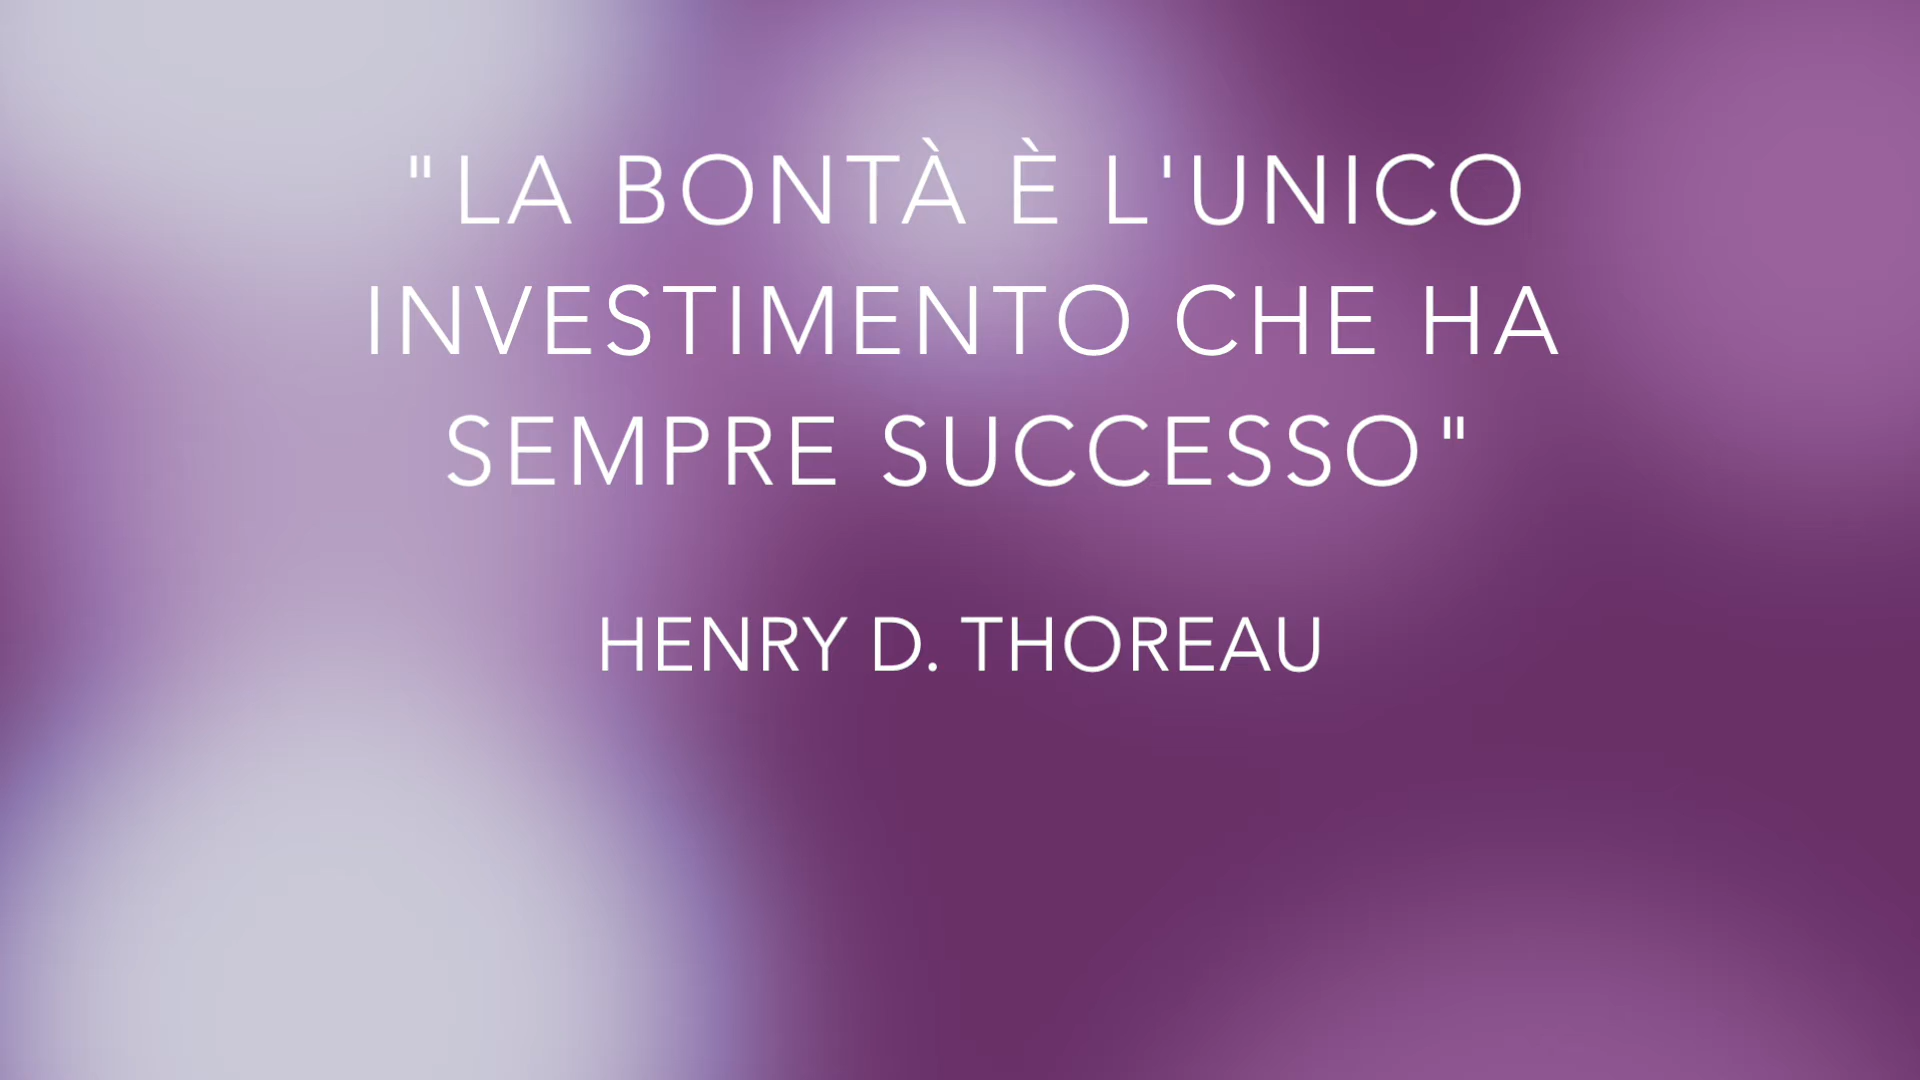 "LA BONTÀ È L'UNICO
INVESTIMENTO CHE HA
SEMPRE SUCCESSO"
HENRY D. THOREAU